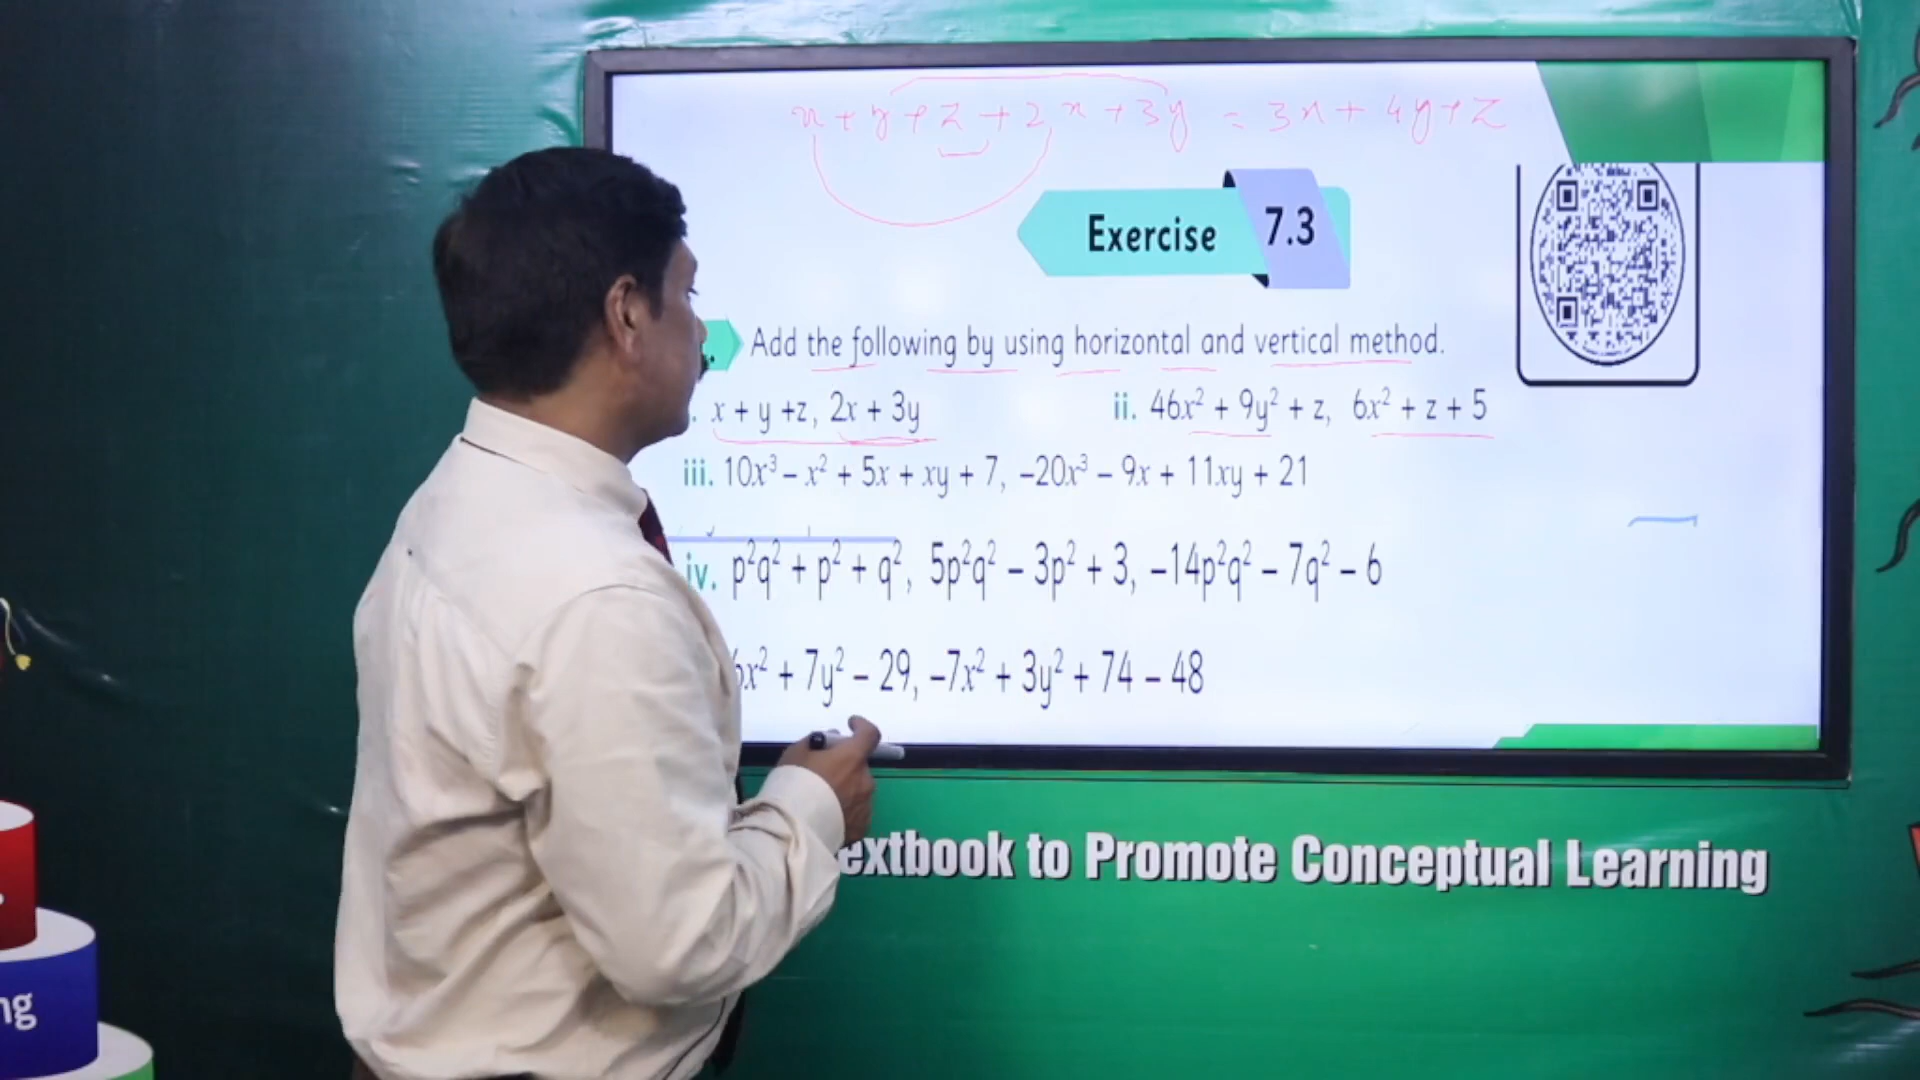 x + y + z + 2x + 3y = 3x + 4y + z
Exercise 7.3
Add the following by using horizontal and vertical method.
x + y +z, 2x + 3y
ii. 46x² + 9y² + z, 6x² + z + 5
iii. 10x³ – x² + 5x + xy + 7, –20x³ – 9x + 11xy + 21
iv. p²q² + p² + q², 5p²q² – 3p² + 3, –14p²q² – 7q² – 6
6x² + 7y² – 29, –7x² + 3y² + 74 – 48
extbook to Promote Conceptual Learning
ng